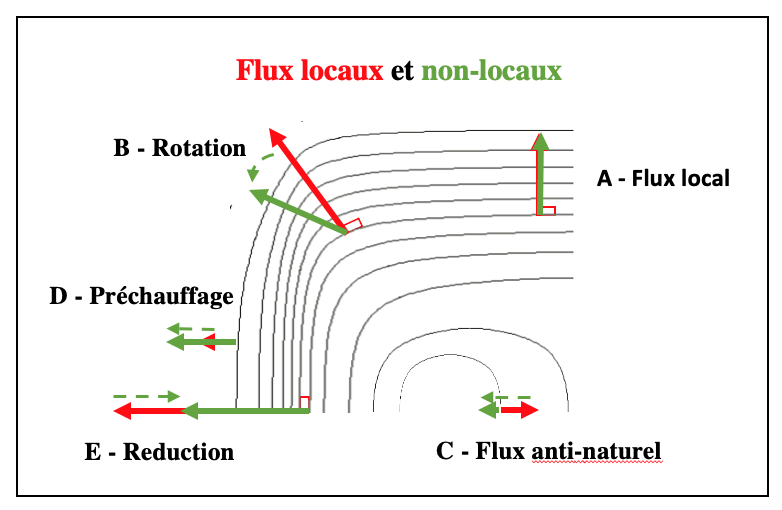 Flux locaux et non-locaux
B - Rotation
A - Flux local
D - Préchauffage
E - Reduction
C - Flux anti-naturel